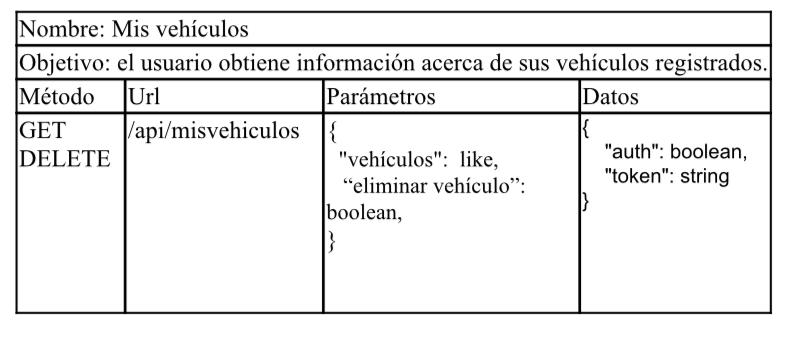 Nombre: Mis vehículos
Objetivo: el usuario obtiene información acerca de sus vehículos registrados.
Método Url Parámetros Datos
GET
DELETE
/api/misvehiculos
{
"vehículos": like,
“eliminar vehículo”:
boolean,
}
{
"auth": boolean,
"token": string
}